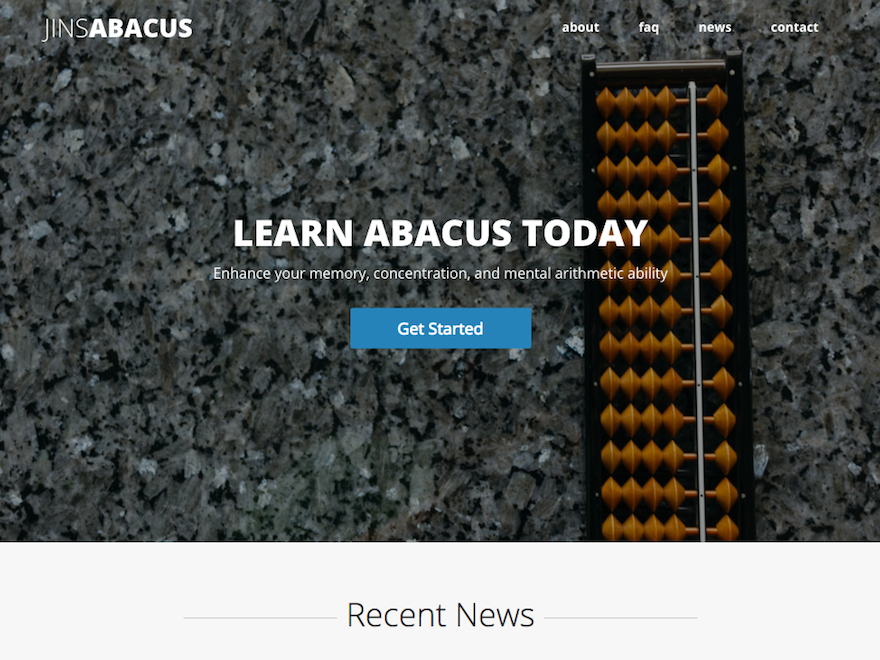 JINSABACUS
about faq news contact
LEARN ABACUS TODAY
Enhance your memory, concentration, and mental arithmetic ability
Get Started
Recent News